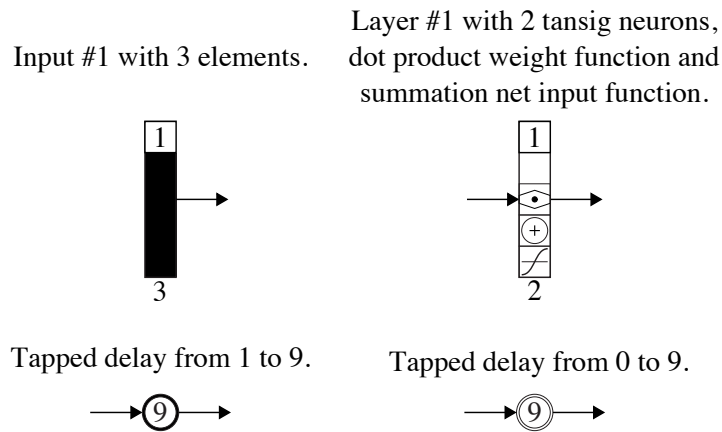 Input #1 with 3 elements.
Layer #1 with 2 tansig neurons,
dot product weight function and
summation net input function.
1
3
1
+
2
Tapped delay from 1 to 9.
9
Tapped delay from 0 to 9.
9